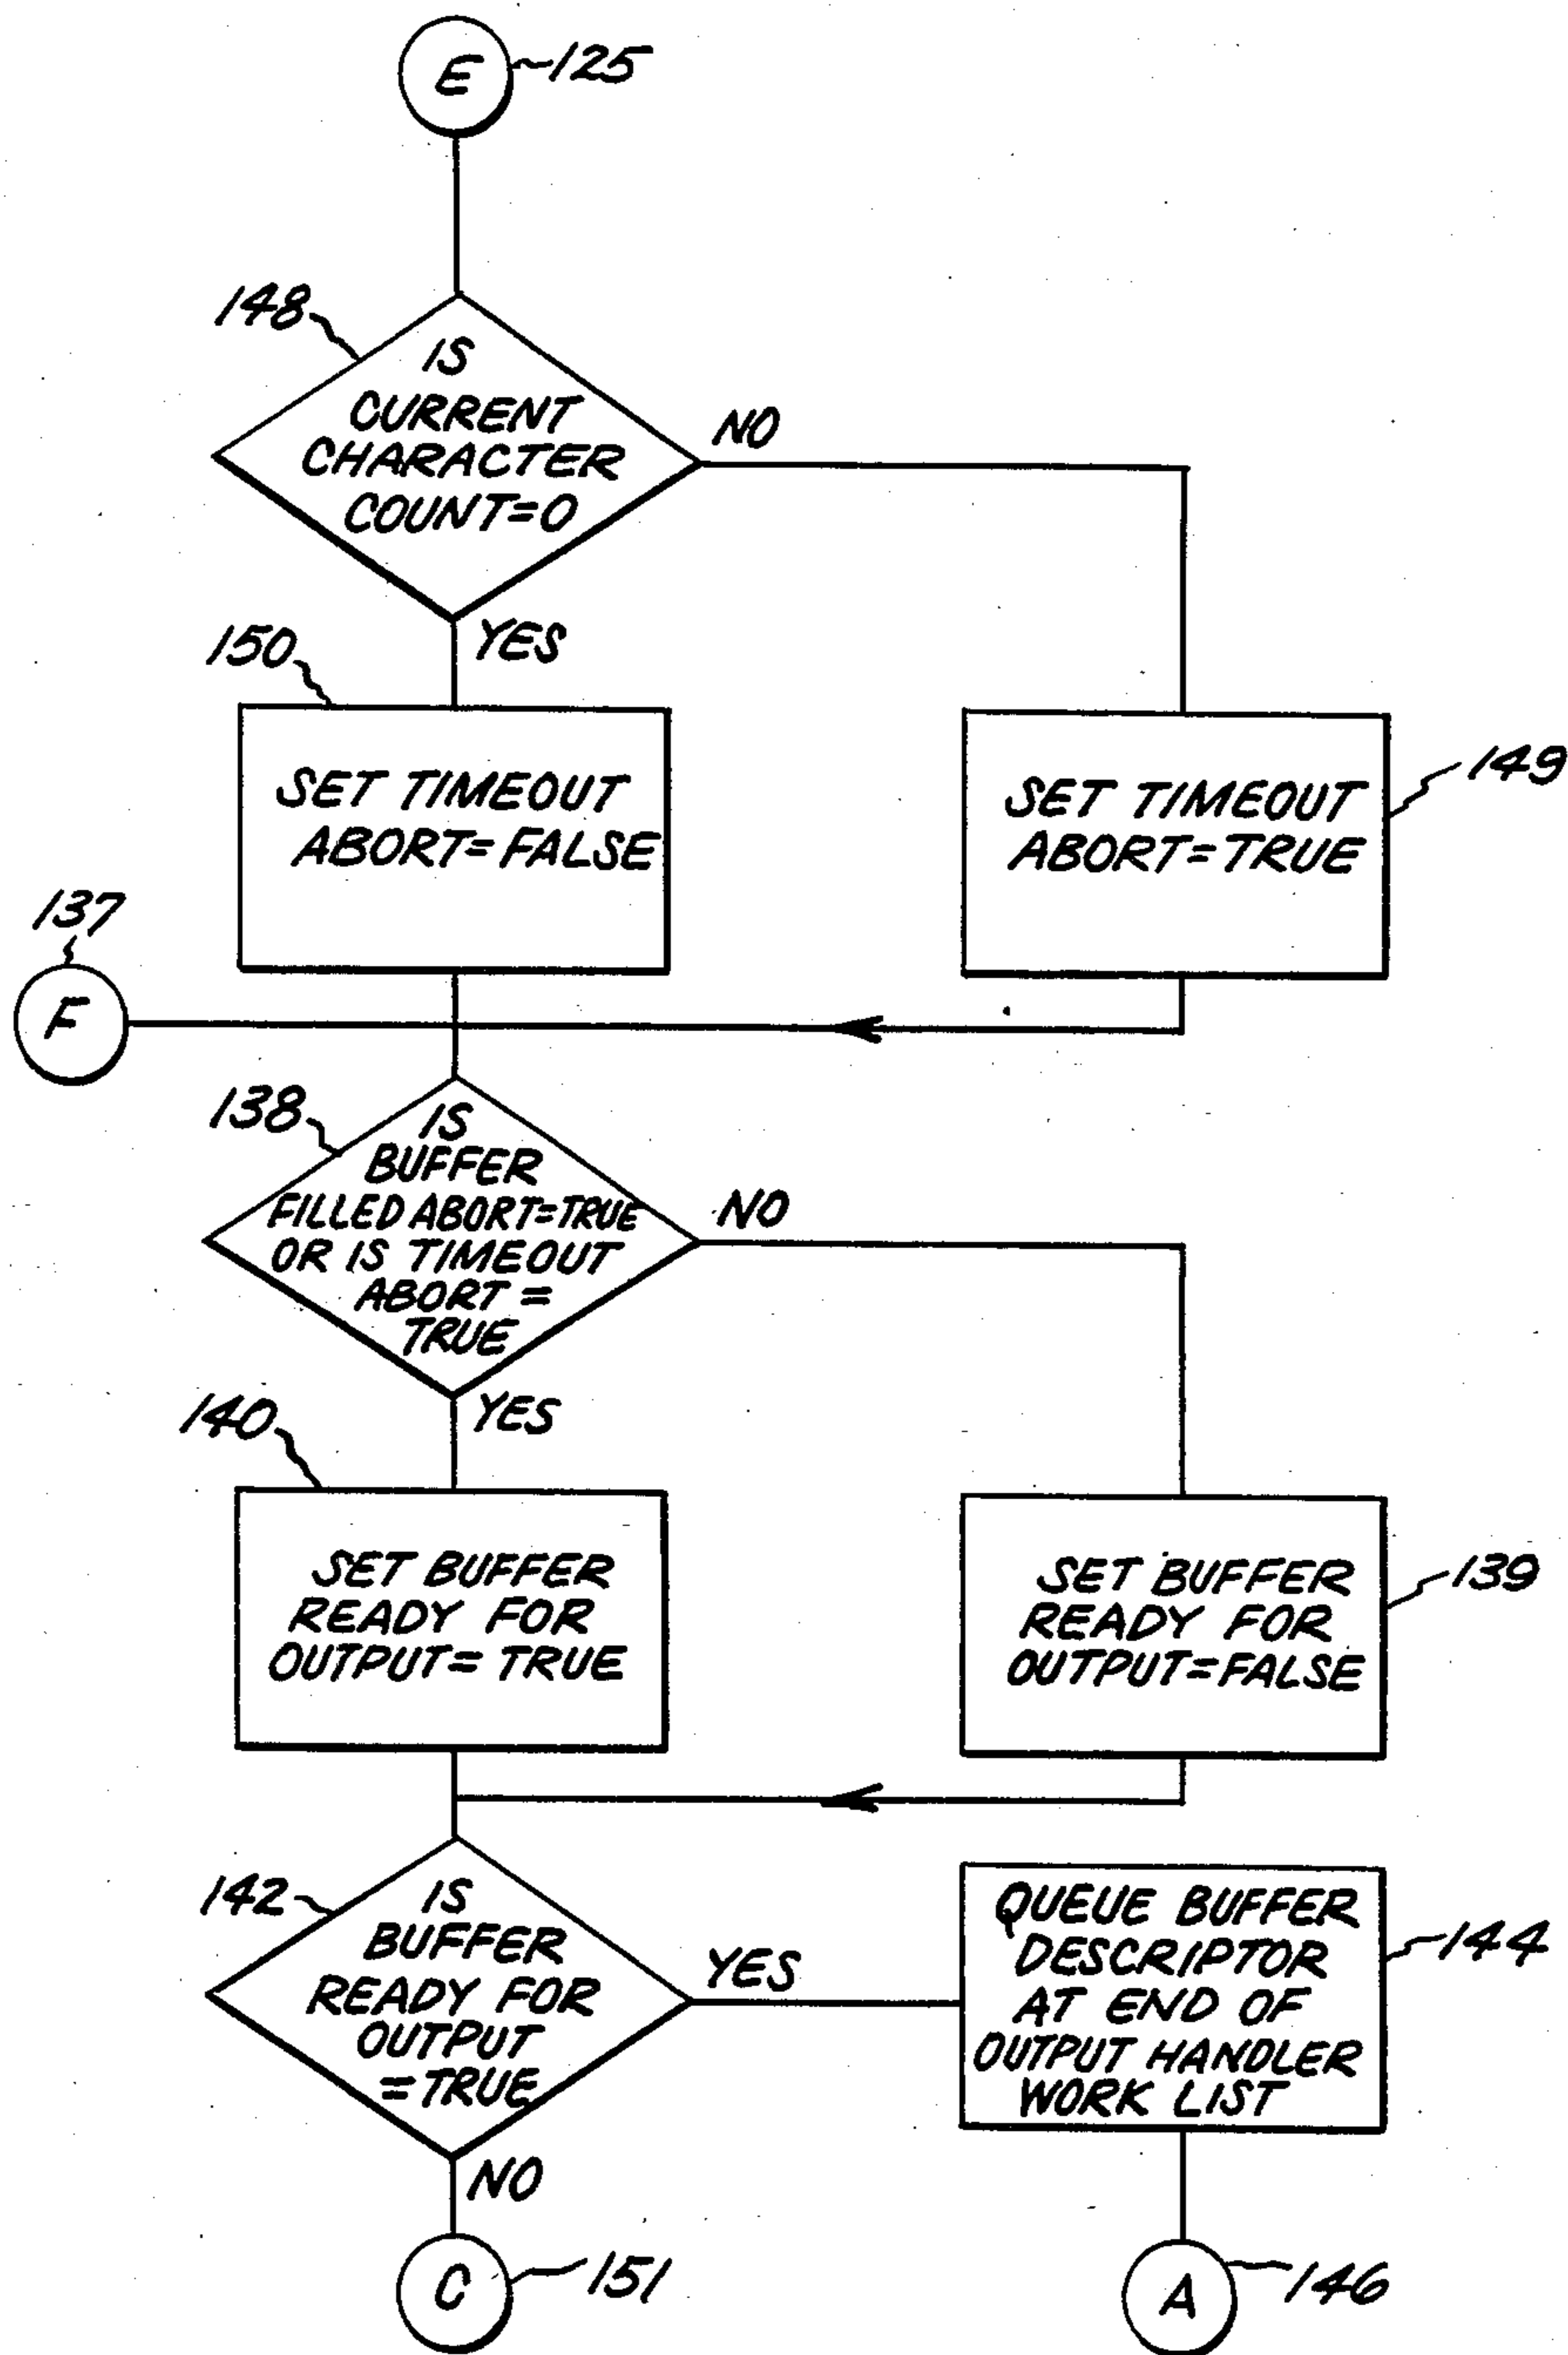 E
125
148
IS
CURRENT
CHARACTER
COUNT=0
NO
YES
150
SET TIMEOUT
ABORT=FALSE
SET TIMEOUT
ABORT=TRUE
149
137
F
138
IS
BUFFER
FILLED ABORT=TRUE
OR IS TIMEOUT
ABORT =
TRUE
NO
YES
140
SET BUFFER
READY FOR
OUTPUT= TRUE
SET BUFFER
READY FOR
OUTPUT=FALSE
139
142
IS
BUFFER
READY FOR
OUTPUT
=TRUE
YES
NO
QUEUE BUFFER
DESCRIPTOR
AT END OF
OUTPUT HANDLER
WORK LIST
144
C
151
A
146